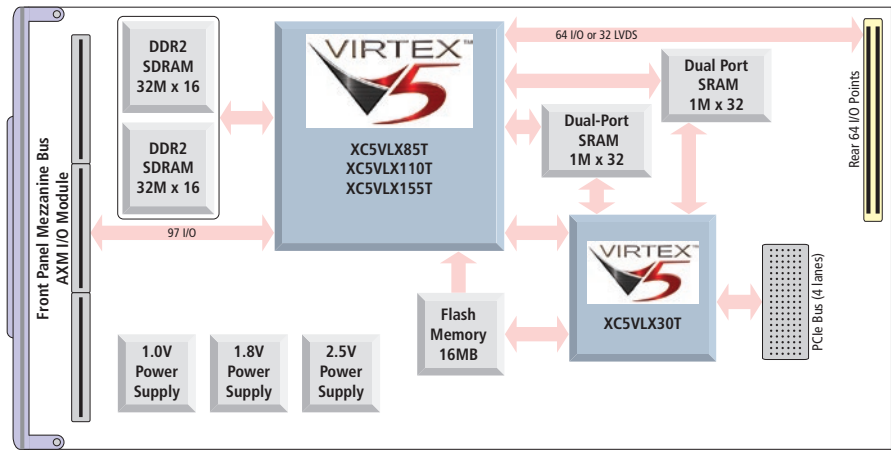 Front Panel Mezzanine Bus
AXM I/O Module
DDR2
SDRAM
32M x 16
DDR2
SDRAM
32M x 16
97 I/O
VIRTEX™
5
XC5VLX85T
XC5VLX110T
XC5VLX155T
64 I/O or 32 LVDS
Dual Port
SRAM
1M x 32
Dual-Port
SRAM
1M x 32
Rear 64 I/O Points
VIRTEX
5
XC5VLX30T
PCIe Bus (4 lanes)
Flash
Memory
16MB
1.0V
Power
Supply
1.8V
Power
Supply
2.5V
Power
Supply